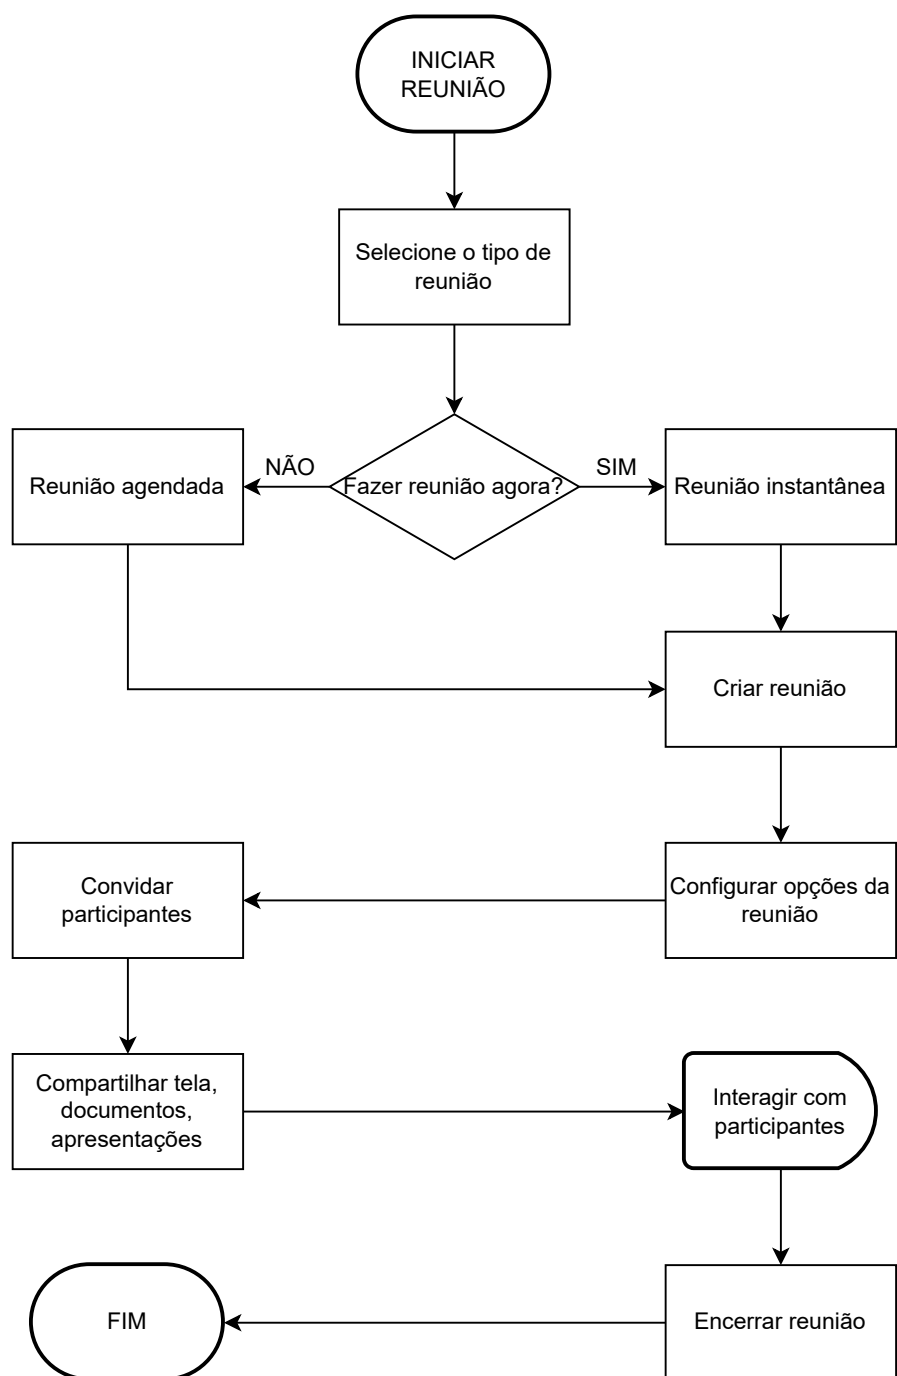 INICIAR
REUNIÃO
Selecione o tipo de
reunião
Reunião agendada
NÃO
Fazer reunião agora?
SIM
Reunião instantânea
Criar reunião
Convidar
participantes
Configurar opções da
reunião
Compartilhar tela,
documentos,
apresentações
Interagir com
participantes
FIM
Encerrar reunião